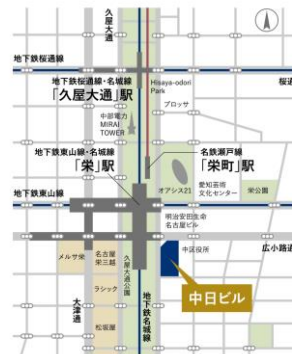 久屋大通
地下鉄桜通線
地下鉄桜通線・名城線
「久屋大通」駅
Hisaya-odori
Park
桜通
ブロッサ
中部電力
MIRAI
TOWER
地下鉄東山線・名城線
「栄」駅
名鉄瀬戸線
「栄町」駅
オアシス21
愛知芸術
文化センター
栄公園
地下鉄東山線
明治安田生命
名古屋ビル
中区役所
広小路通
メルサ栄
名古屋
栄三越
久屋大通公園
中日ビル
ラシック
大津通
地下鉄名城線
松坂屋